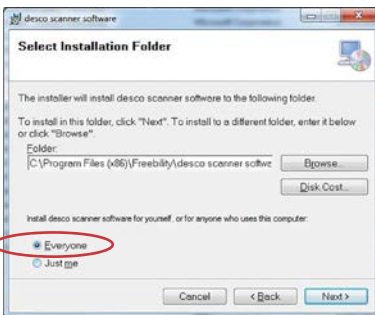 desco scanner software
Select Installation Folder
The installer will install desco scanner software to the following folder.
To install in this folder, click "Next". To install to a different folder, enter it below
or click "Browse".
Folder:
C:\Program Files (x86)\Freebility\desco scanner softwa
Browse...
Disk Cost...
Install desco scanner software for yourself, or for anyone who uses this computer:
Everyone
Just me
Cancel
< Back
Next >